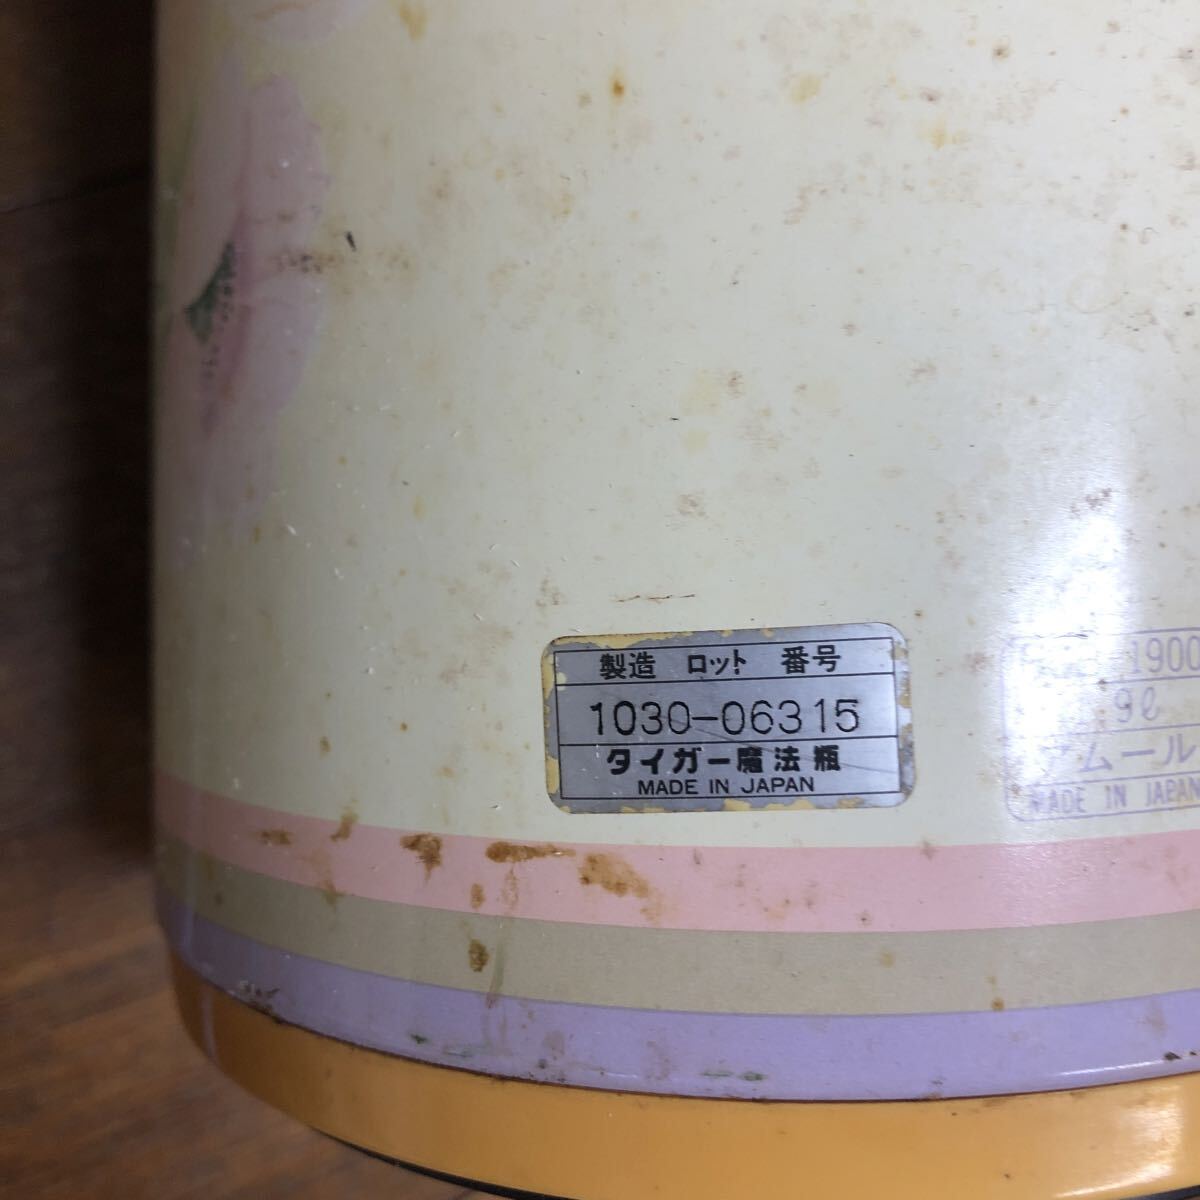 製造 ロット 番号
1030-06315
タイガー魔法瓶
MADE IN JAPAN
1900
9ℓ
アムール
MADE IN JAPAN